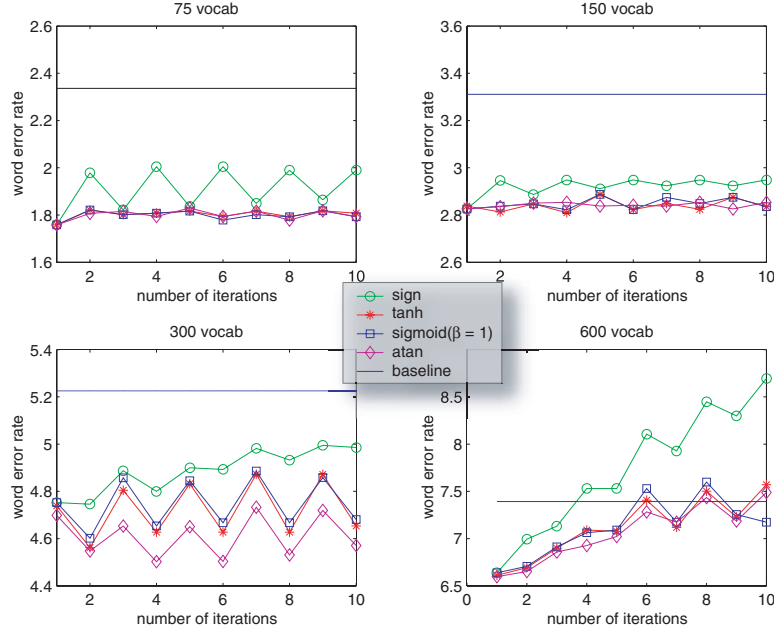 75 vocab
150 vocab
2.6
2.4
2.2
2
1.8
1.6
word error rate
2 4 6 8 10
number of iterations
3.6
3.4
3.2
3
2.8
2.6
word error rate
0 2 4 6 8 10
number of iterations
sign
tanh
sigmoid(β = 1)
atan
baseline
300 vocab
600 vocab
5.4
5.2
5
4.8
4.6
4.4
word error rate
2 4 6 8 10
number of iterations
8.5
8
7.5
7
6.5
word error rate
0 2 4 6 8 10
number of iterations